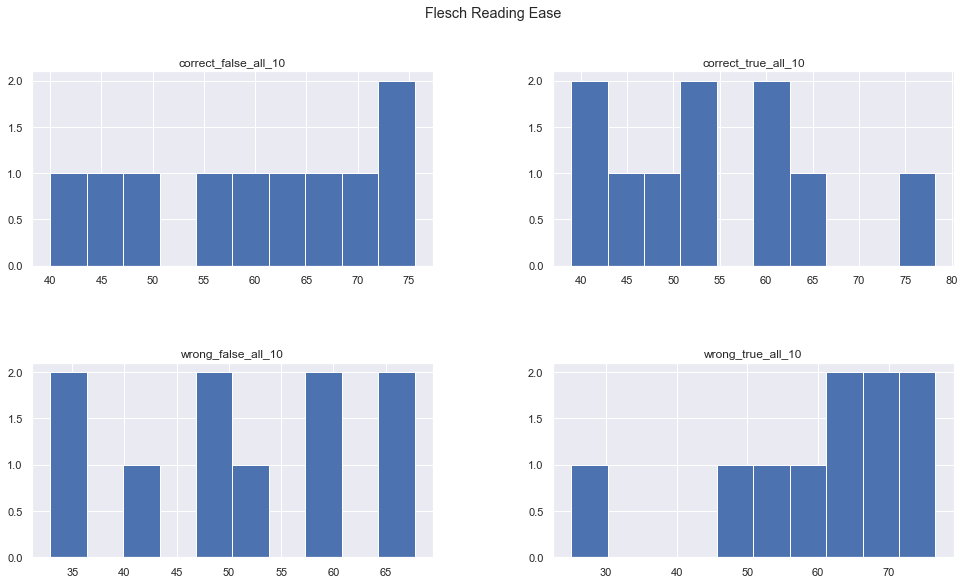 Flesch Reading Ease
correct_false_all_10
2.0
1.5
1.0
0.5
0.0
40 45 50 55 60 65 70 75
correct_true_all_10
2.0
1.5
1.0
0.5
0.0
40 45 50 55 60 65 70 75 80
wrong_false_all_10
2.0
1.5
1.0
0.5
0.0
35 40 45 50 55 60 65
wrong_true_all_10
2.0
1.5
1.0
0.5
0.0
30 40 50 60 70